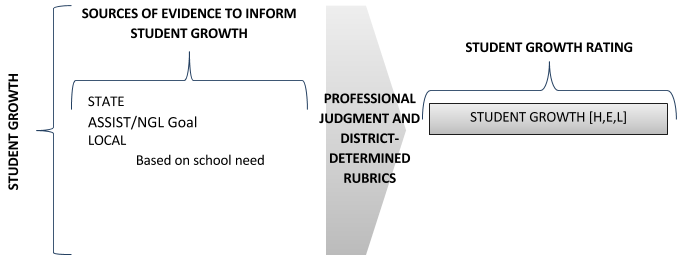 STUDENT GROWTH
SOURCES OF EVIDENCE TO INFORM
STUDENT GROWTH
STATE
ASSIST/NGL Goal
LOCAL
Based on school need
PROFESSIONAL
JUDGMENT AND
DISTRICT-
DETERMINED
RUBRICS
STUDENT GROWTH RATING
STUDENT GROWTH [H,E,L]